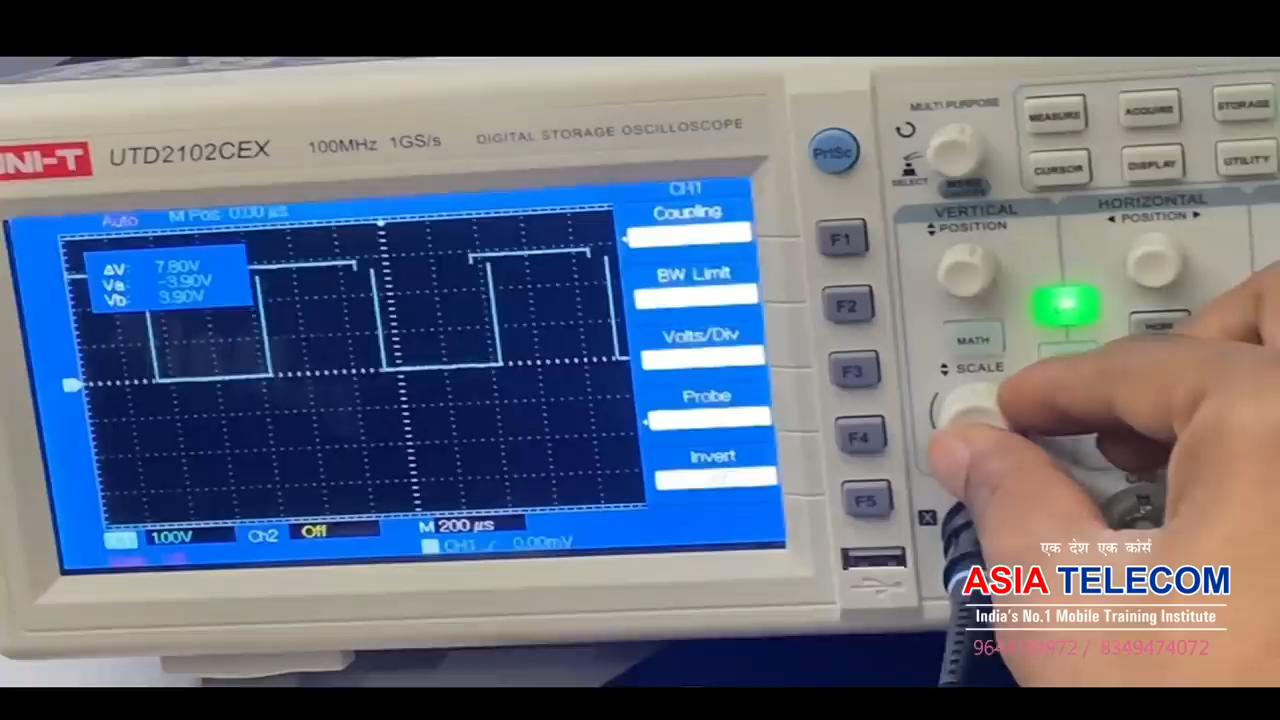 UNI-T UTD2102CEX 100MHz 1GS/s DIGITAL STORAGE OSCILLOSCOPE
Auto M Pos: 0.00 µs CH1
Coupling
BW Limit
Volts/Div
Probe
Invert
ΔV: 7.80V
Va: -3.90V
Vb: 3.90V
1.00V Ch2 Off M 200 µs
CH1 / 0.00mV
PrtSc
F1
F2
F3
F4
F5
MULTI PURPOSE
SELECT
MEASURE ACQUIRE STORAGE
CURSOR DISPLAY UTILITY
VERTICAL HORIZONTAL
POSITION ◄ POSITION ►
MATH
SCALE
एक देश एक कोर्स
ASIA TELECOM
India's No.1 Mobile Training Institute
/ 8349474072